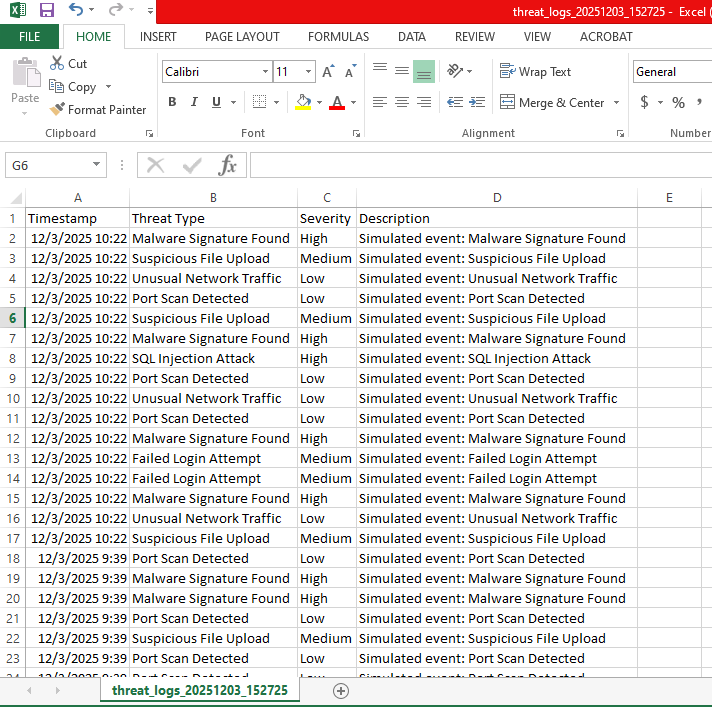 threat_logs_20251203_152725 - Excel (
FILE HOME INSERT PAGE LAYOUT FORMULAS DATA REVIEW VIEW ACROBAT
Paste
Cut
Copy
Format Painter
Clipboard
Calibri 11
B I U A
Font
Wrap Text
Merge & Center
Alignment
General
$ % ,
Number
G6 fx
A B C D E
1 Timestamp Threat Type Severity Description
2 12/3/2025 10:22 Malware Signature Found High Simulated event: Malware Signature Found
3 12/3/2025 10:22 Suspicious File Upload Medium Simulated event: Suspicious File Upload
4 12/3/2025 10:22 Unusual Network Traffic Low Simulated event: Unusual Network Traffic
5 12/3/2025 10:22 Port Scan Detected Low Simulated event: Port Scan Detected
6 12/3/2025 10:22 Suspicious File Upload Medium Simulated event: Suspicious File Upload
7 12/3/2025 10:22 Malware Signature Found High Simulated event: Malware Signature Found
8 12/3/2025 10:22 SQL Injection Attack High Simulated event: SQL Injection Attack
9 12/3/2025 10:22 Port Scan Detected Low Simulated event: Port Scan Detected
10 12/3/2025 10:22 Unusual Network Traffic Low Simulated event: Unusual Network Traffic
11 12/3/2025 10:22 Port Scan Detected Low Simulated event: Port Scan Detected
12 12/3/2025 10:22 Malware Signature Found High Simulated event: Malware Signature Found
13 12/3/2025 10:22 Failed Login Attempt Medium Simulated event: Failed Login Attempt
14 12/3/2025 10:22 Failed Login Attempt Medium Simulated event: Failed Login Attempt
15 12/3/2025 10:22 Malware Signature Found High Simulated event: Malware Signature Found
16 12/3/2025 10:22 Unusual Network Traffic Low Simulated event: Unusual Network Traffic
17 12/3/2025 10:22 Suspicious File Upload Medium Simulated event: Suspicious File Upload
18 12/3/2025 9:39 Port Scan Detected Low Simulated event: Port Scan Detected
19 12/3/2025 9:39 Malware Signature Found High Simulated event: Malware Signature Found
20 12/3/2025 9:39 Malware Signature Found High Simulated event: Malware Signature Found
21 12/3/2025 9:39 Port Scan Detected Low Simulated event: Port Scan Detected
22 12/3/2025 9:39 Suspicious File Upload Medium Simulated event: Suspicious File Upload
23 12/3/2025 9:39 Port Scan Detected Low Simulated event: Port Scan Detected
threat_logs_20251203_152725